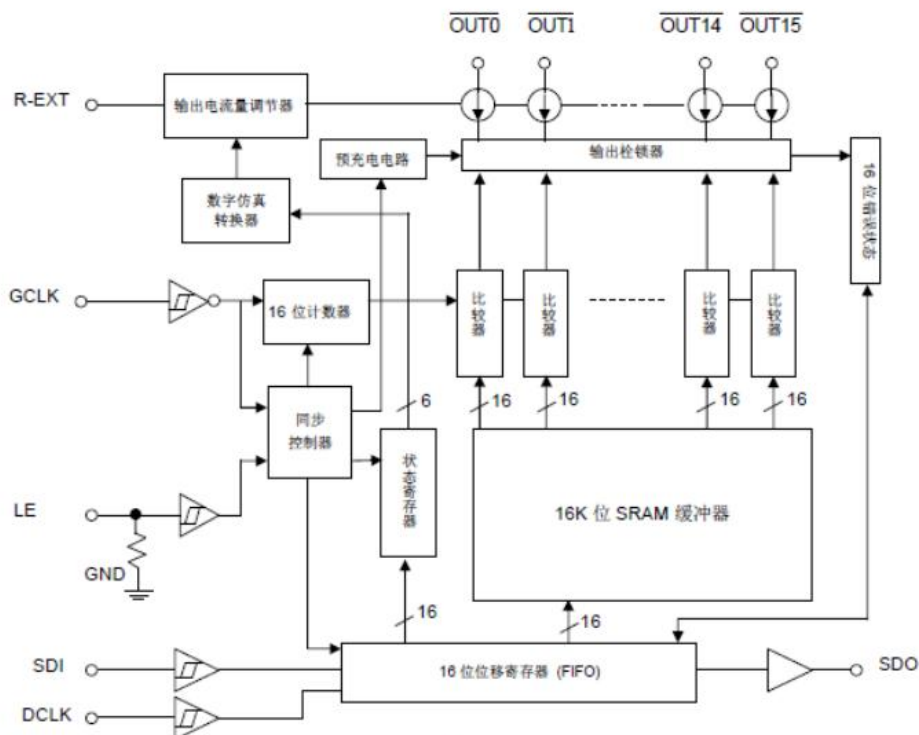 OUT0 OUT1 OUT14 OUT15
R-EXT
输出电流量调节器
预充电电路
输出栓锁器
16位错误状态
数字仿真
转换器
GCLK
16 位计数器
比较器
比较器
比较器
比较器
6
16
16
16
16
同步
控制器
状态寄存器
LE
GND
16K 位 SRAM 缓冲器
16
16
SDI
16 位位移寄存器 (FIFO)
SDO
DCLK